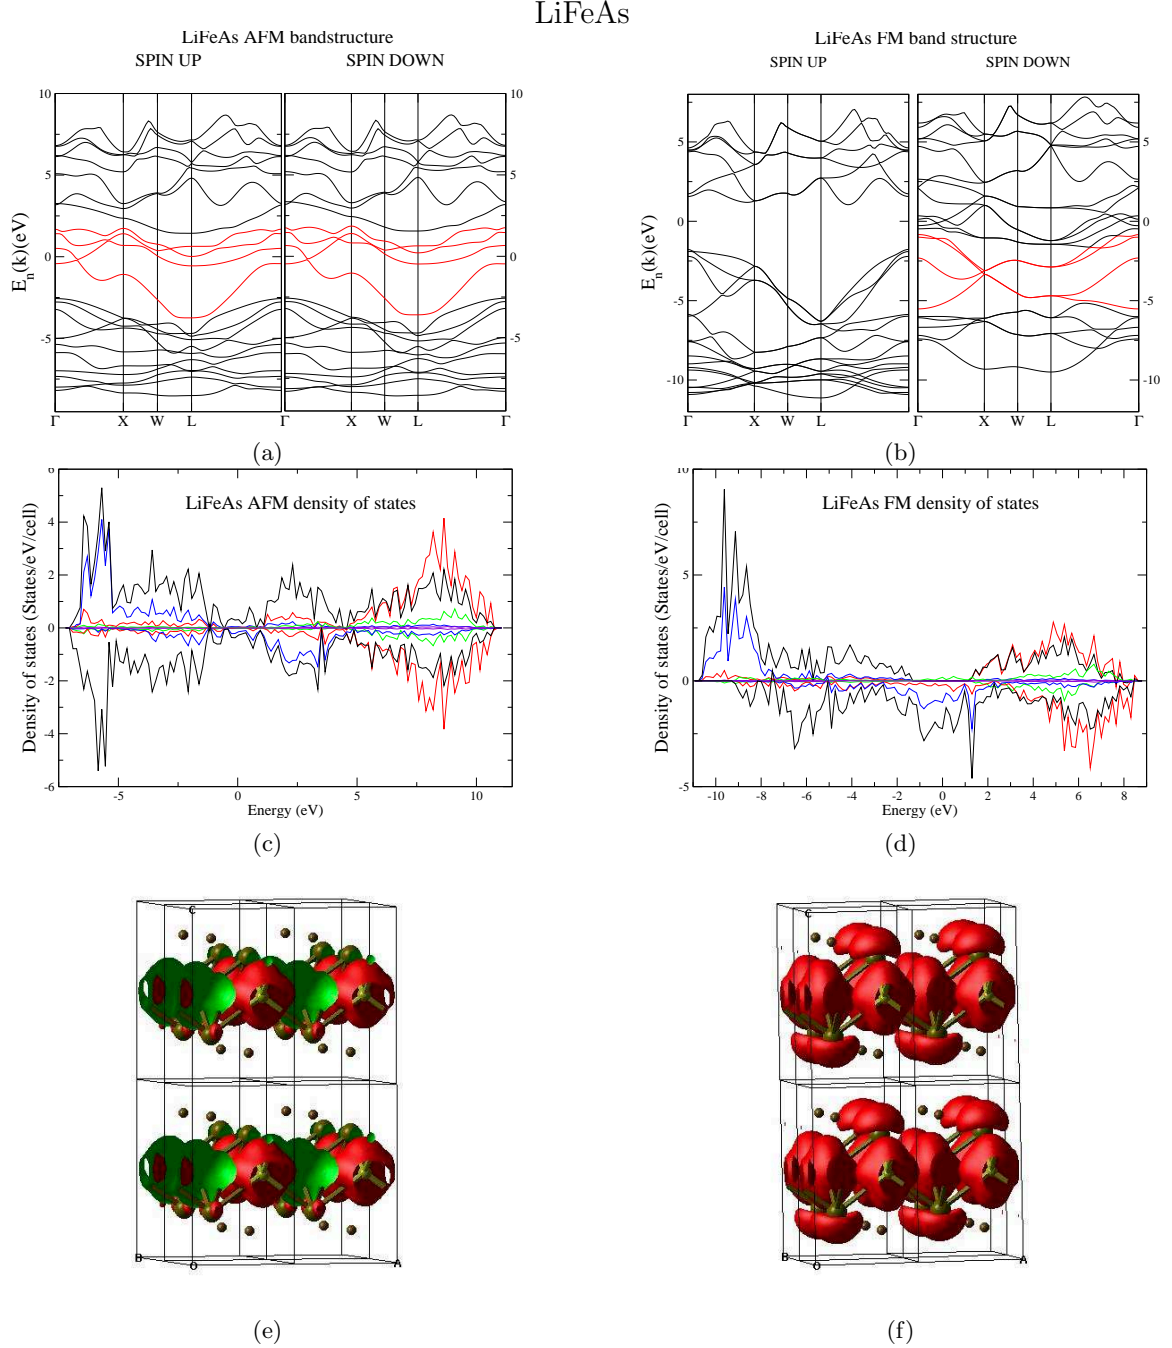 LiFeAs
LiFeAs AFM bandstructure
SPIN UP SPIN DOWN
10 10
5 5
0 0
-5 -5
E_n(k)(eV)
Γ X W L Γ X W L Γ
(a)
LiFeAs FM band structure
SPIN UP SPIN DOWN
5 5
0 0
-5 -5
-10 -10
E_n(k)(eV)
Γ X W L Γ X W L Γ
(b)
LiFeAs AFM density of states
Density of states (States/eV/cell)
6
4
2
0
-2
-4
-6
-5 0 5 10
Energy (eV)
(c)
LiFeAs FM density of states
Density of states (States/eV/cell)
10
5
0
-5
-10 -8 -6 -4 -2 0 2 4 6 8
Energy (eV)
(d)
C
B O A
(e)
C
B O A
(f)